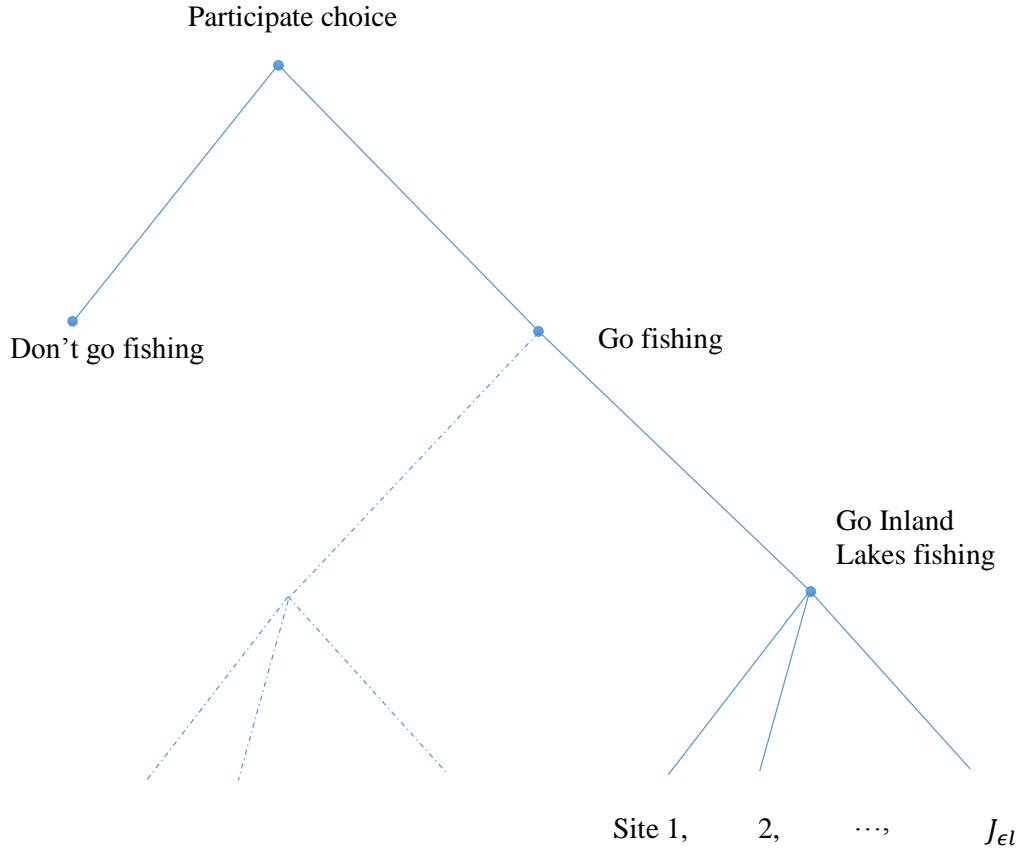 Participate choice
Don't go fishing
Go fishing
Go Inland
Lakes fishing
Site 1, 2, …, J_{ϵl}